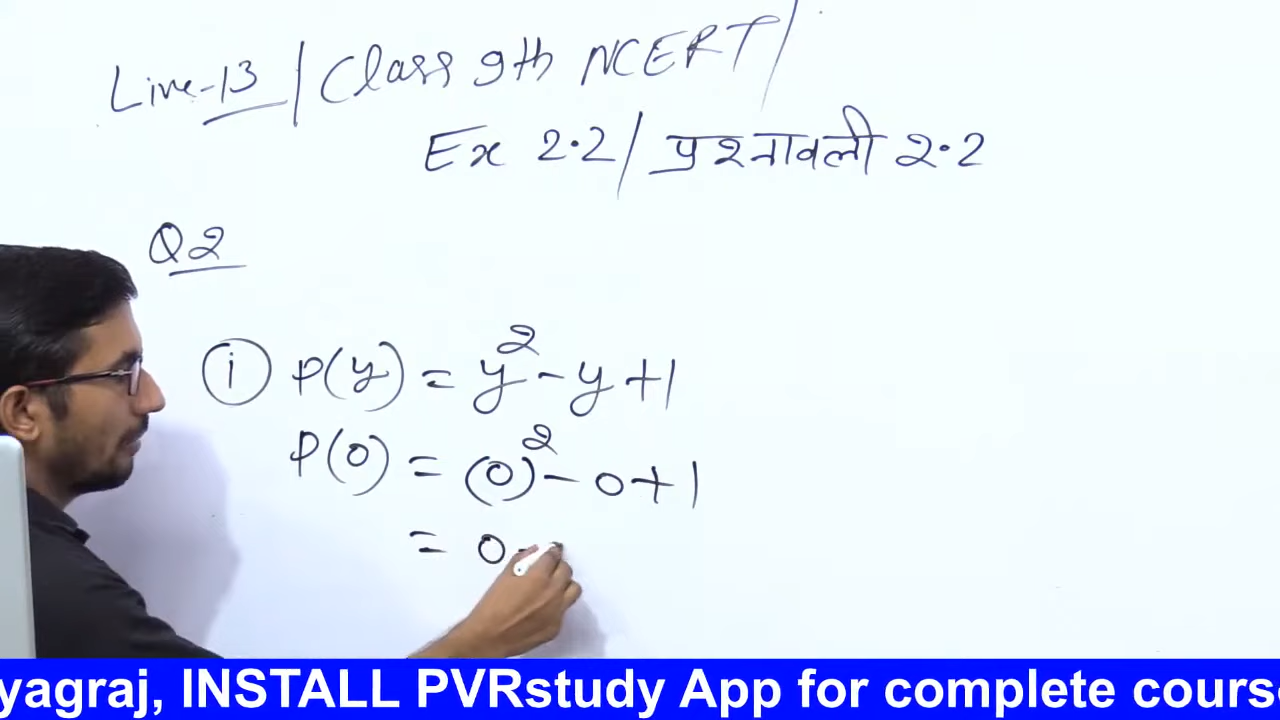 Live-13 / Class 9th NCERT /
Ex 2.2 / प्रश्नावली 2.2
Q2
(i) P(y) = y² - y + 1
P(0) = (0)² - 0 + 1
= 0 -
yagraj, INSTALL PVRstudy App for complete cours